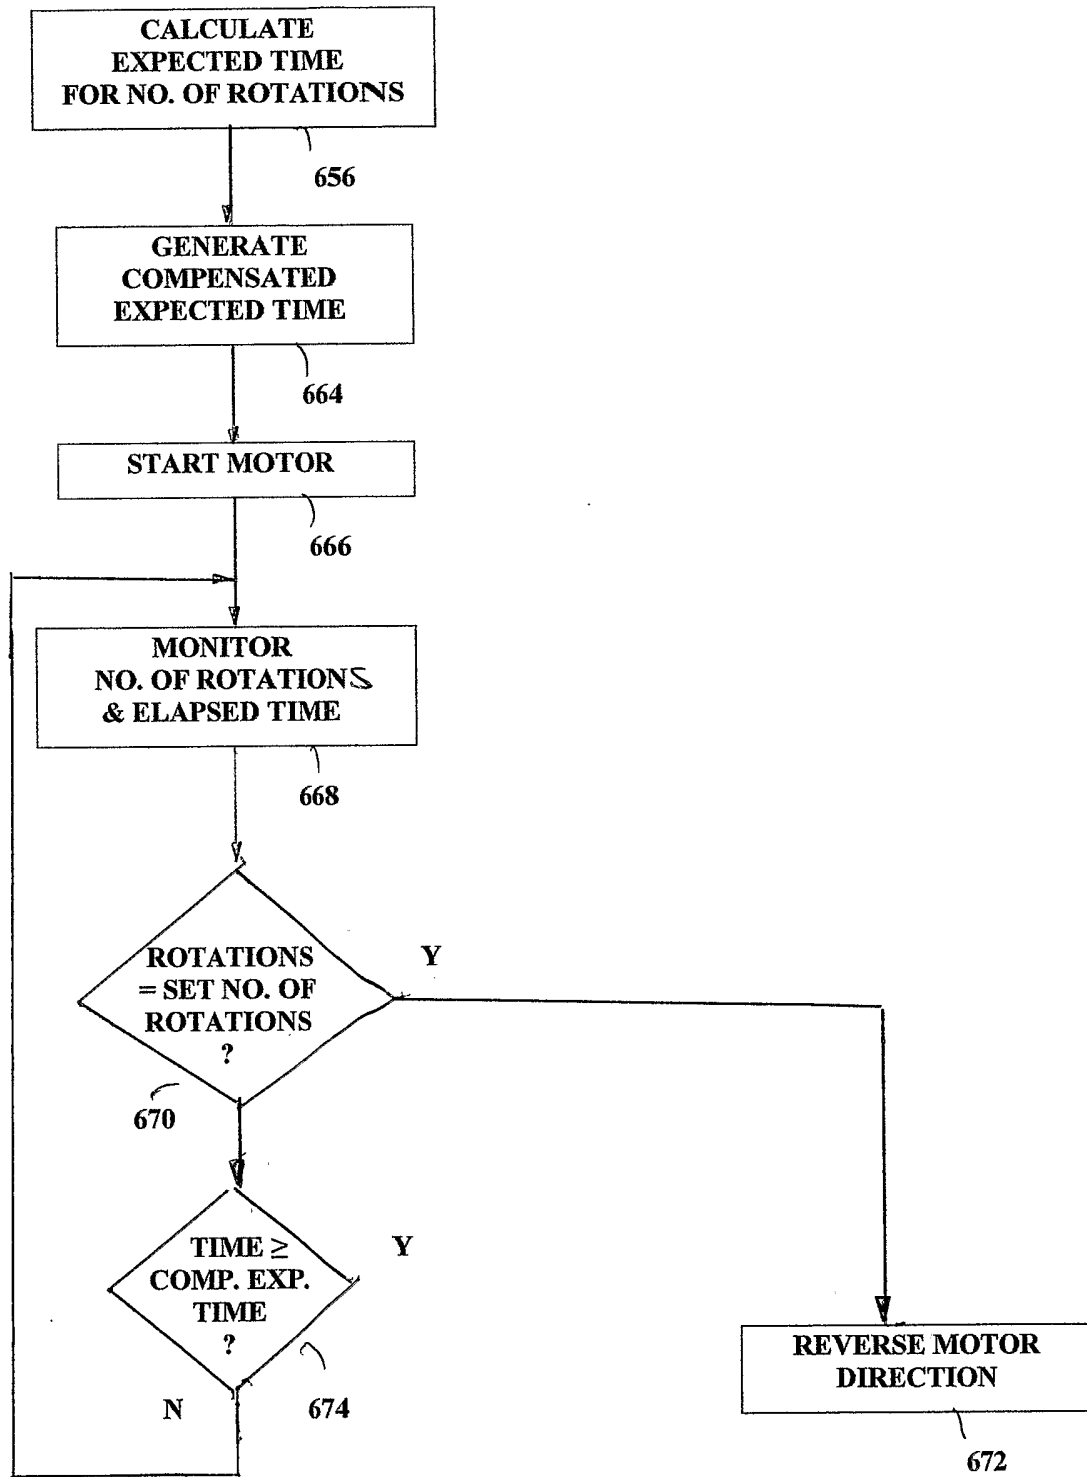 CALCULATE
EXPECTED TIME
FOR NO. OF ROTATIONS
656
GENERATE
COMPENSATED
EXPECTED TIME
664
START MOTOR
666
MONITOR
NO. OF ROTATIONS
& ELAPSED TIME
668
ROTATIONS
= SET NO. OF
ROTATIONS
?
Y
670
TIME ≥
COMP. EXP.
TIME
?
Y
N
674
REVERSE MOTOR
DIRECTION
672